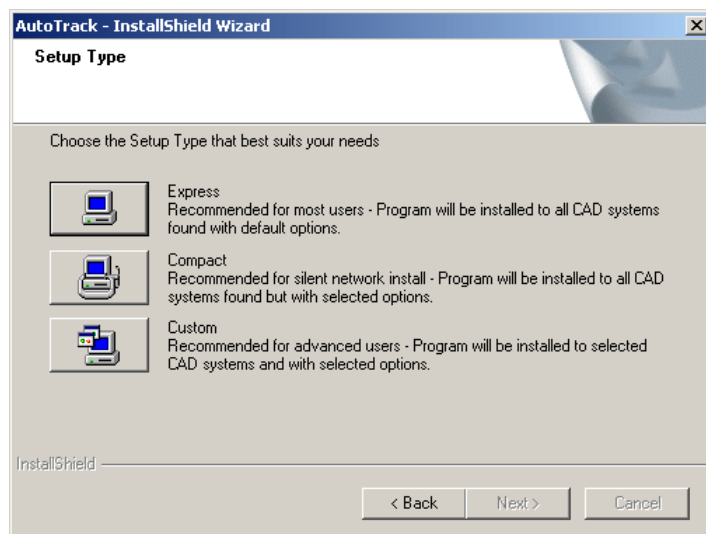 AutoTrack - InstallShield Wizard
Setup Type
Choose the Setup Type that best suits your needs
Express
Recommended for most users - Program will be installed to all CAD systems
found with default options.
Compact
Recommended for silent network install - Program will be installed to all CAD
systems found but with selected options.
Custom
Recommended for advanced users - Program will be installed to selected
CAD systems and with selected options.
InstallShield
< Back
Next >
Cancel